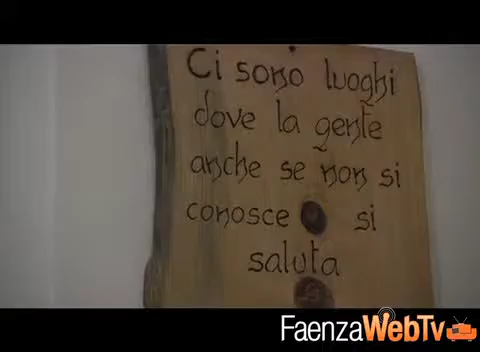 Ci sono luoghi
dove la gente
anche se non si
conosce si
saluta
FaenzaWebTv